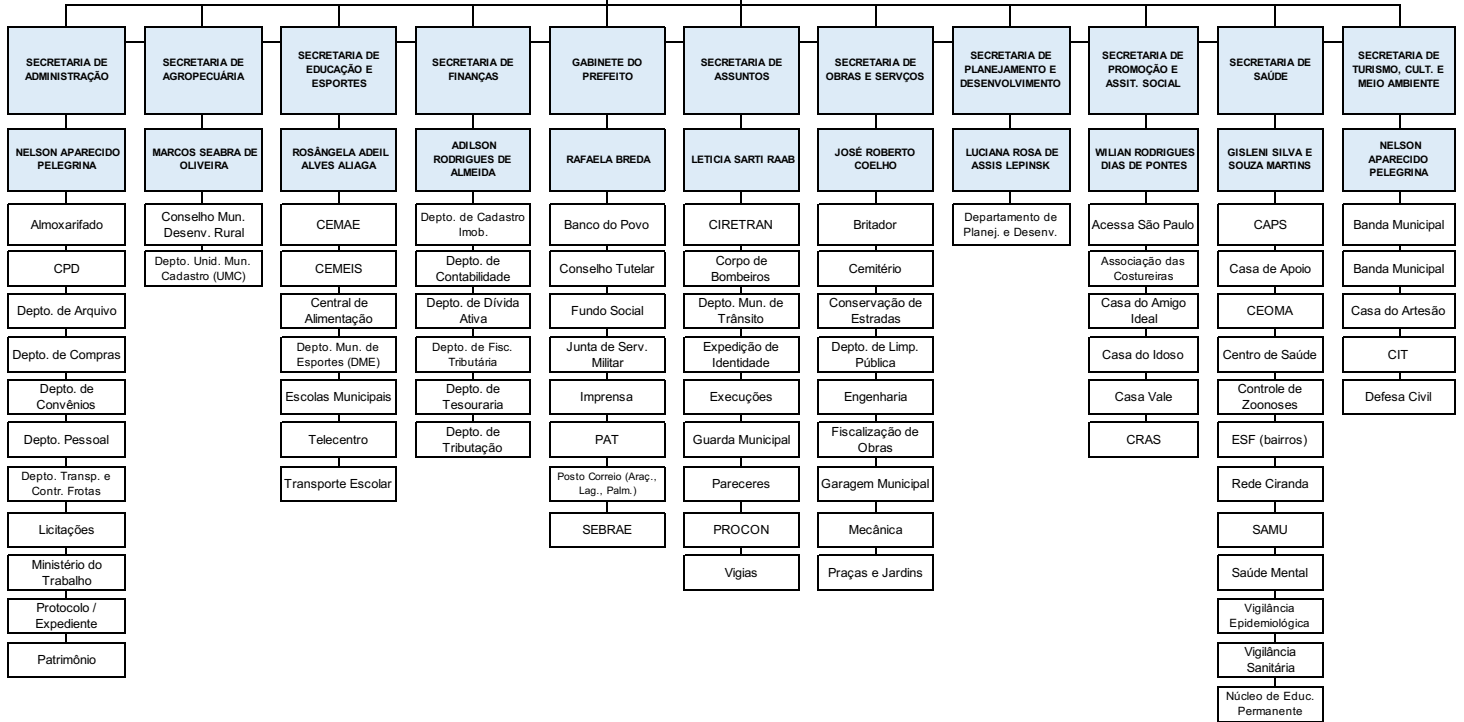 SECRETARIA DE
ADMINISTRAÇÃO
NELSON APARECIDO
PELEGRINA
Almoxarifado
CPD
Depto. de Arquivo
Depto. de Compras
Depto. de
Convênios
Depto. Pessoal
Depto. Transp. e
Contr. Frotas
Licitações
Ministério do
Trabalho
Protocolo /
Expediente
Patrimônio
SECRETARIA DE
AGROPECUÁRIA
MARCOS SEABRA DE
OLIVEIRA
Conselho Mun.
Desenv. Rural
Depto. Unid. Mun.
Cadastro (UMC)
SECRETARIA DE
EDUCAÇÃO E
ESPORTES
ROSÂNGELA ADEIL
ALVES ALIAGA
CEMAE
CEMEIS
Central de
Alimentação
Depto. Mun. de
Esportes (DME)
Escolas Municipais
Telecentro
Transporte Escolar
SECRETARIA DE
FINANÇAS
ADILSON
RODRIGUES DE
ALMEIDA
Depto. de Cadastro
Imob.
Depto. de
Contabilidade
Depto. de Dívida
Ativa
Depto. de Fisc.
Tributária
Depto. de
Tesouraria
Depto. de
Tributação
GABINETE DO
PREFEITO
RAFAELA BREDA
Banco do Povo
Conselho Tutelar
Fundo Social
Junta de Serv.
Militar
Imprensa
PAT
Posto Correio (Araç.,
Lag., Palm.)
SEBRAE
SECRETARIA DE
ASSUNTOS
LETICIA SARTI RAAB
CIRETRAN
Corpo de
Bombeiros
Depto. Mun. de
Trânsito
Expedição de
Identidade
Execuções
Guarda Municipal
Pareceres
PROCON
Vigias
SECRETARIA DE
OBRAS E SERVÇOS
JOSÉ ROBERTO
COELHO
Britador
Cemitério
Conservação de
Estradas
Depto. de Limp.
Pública
Engenharia
Fiscalização de
Obras
Garagem Municipal
Mecânica
Praças e Jardins
SECRETARIA DE
PLANEJAMENTO E
DESENVOLVIMENTO
LUCIANA ROSA DE
ASSIS LEPINSK
Departamento de
Planej. e Desenv.
SECRETARIA DE
PROMOÇÃO E
ASSIT. SOCIAL
WILIAN RODRIGUES
DIAS DE PONTES
Acessa São Paulo
Associação das
Costureiras
Casa do Amigo
Ideal
Casa do Idoso
Casa Vale
CRAS
SECRETARIA DE
SAÚDE
GISLENI SILVA E
SOUZA MARTINS
CAPS
Casa de Apoio
CEOMA
Centro de Saúde
Controle de
Zoonoses
ESF (bairros)
Rede Ciranda
SAMU
Saúde Mental
Vigilância
Epidemiológica
Vigilância
Sanitária
Núcleo de Educ.
Permanente
SECRETARIA DE
TURISMO, CULT. E
MEIO AMBIENTE
NELSON
APARECIDO
PELEGRINA
Banda Municipal
Banda Municipal
Casa do Artesão
CIT
Defesa Civil